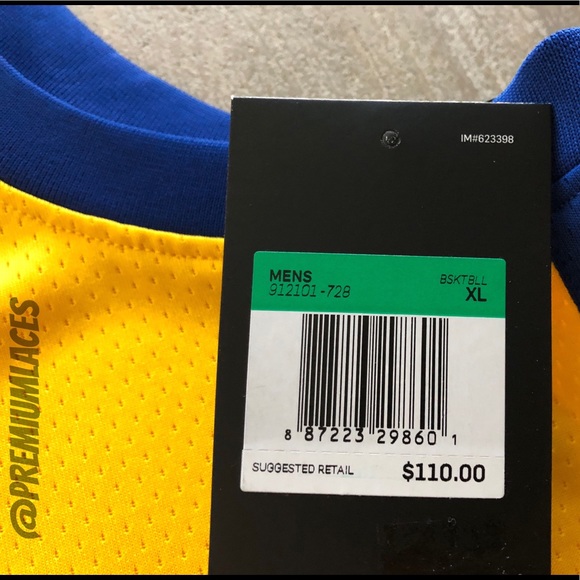 IM#623398
MENS BSKTBLL
912101-728 XL
8 87223 29860 1
SUGGESTED RETAIL $110.00
@PREMIUMLACES